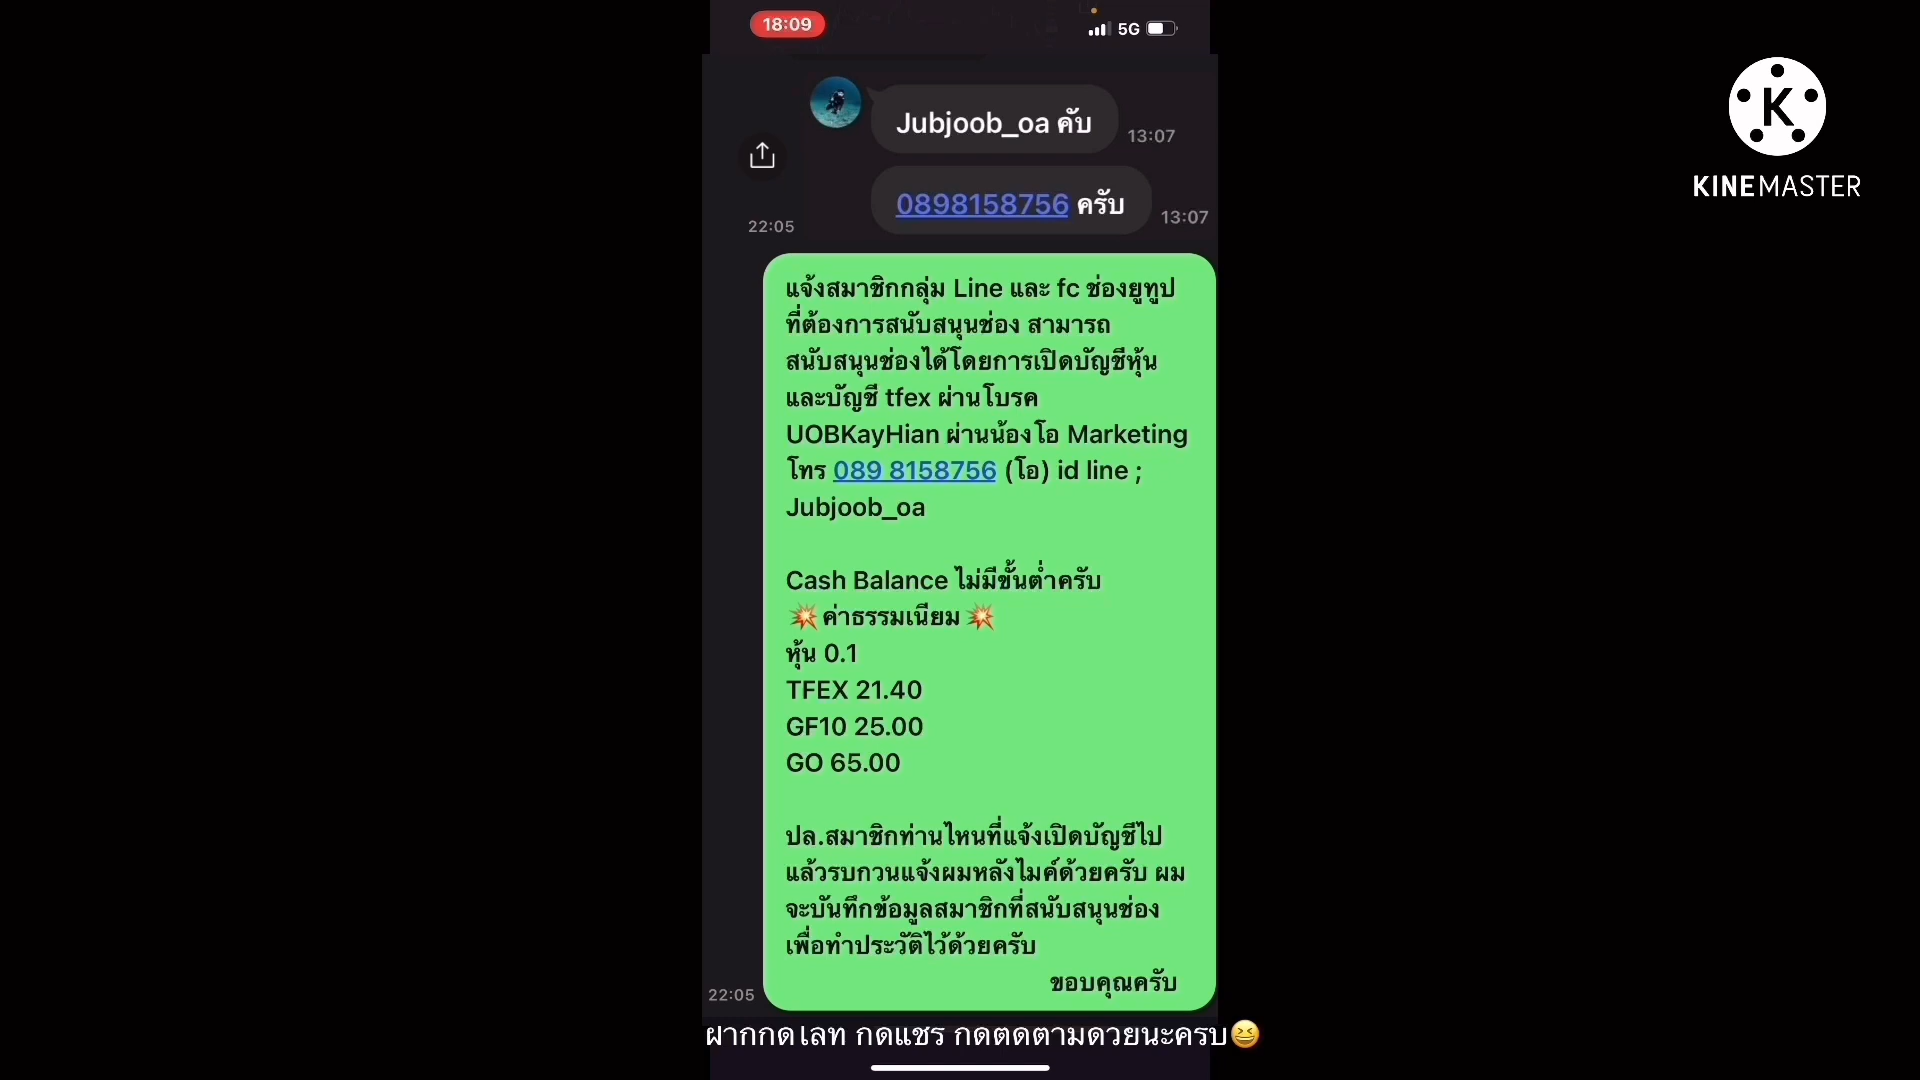 18:09
5G
Jubjoob_oa คับ
13:07
0898158756 ครับ
13:07
22:05
แจ้งสมาชิกกลุ่ม Line และ fc ช่องยูทูป
ที่ต้องการสนับสนุนช่อง สามารถ
สนับสนุนช่องได้โดยการเปิดบัญชีหุ้น
และบัญชี tfex ผ่านโบรค
UOBKayHian ผ่านน้องโอ Marketing
โทร 089 8158756 (โอ) id line ;
Jubjoob_oa
Cash Balance ไม่มีขั้นต่ำครับ
💥ค่าธรรมเนียม💥
หุ้น 0.1
TFEX 21.40
GF10 25.00
GO 65.00
ปล.สมาชิกท่านไหนที่แจ้งเปิดบัญชีไป
แล้วรบกวนแจ้งผมหลังไมค์ด้วยครับ ผม
จะบันทึกข้อมูลสมาชิกที่สนับสนุนช่อง
เพื่อทำประวัติไว้ด้วยครับ
ขอบคุณครับ
22:05
ฝากกดไลท กดแชร กดตดตามดวยนะครบ😆
K
KINEMASTER